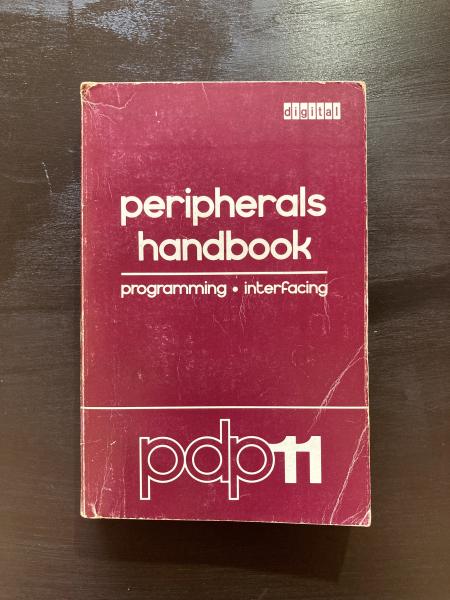 digital
peripherals
handbook
programming • interfacing
pdp11